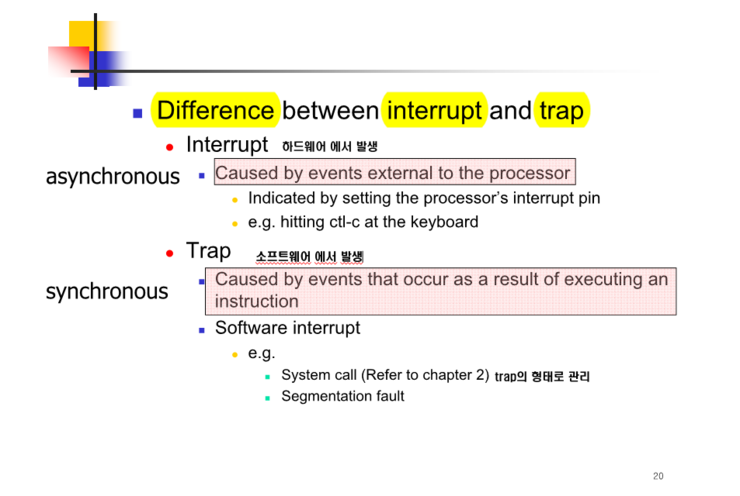 Difference between interrupt and trap
Interrupt 하드웨어 에서 발생
asynchronous
Caused by events external to the processor
Indicated by setting the processor's interrupt pin
e.g. hitting ctl-c at the keyboard
Trap 소프트웨어 에서 발생
synchronous
Caused by events that occur as a result of executing an
instruction
Software interrupt
e.g.
System call (Refer to chapter 2) trap의 형태로 관리
Segmentation fault
20